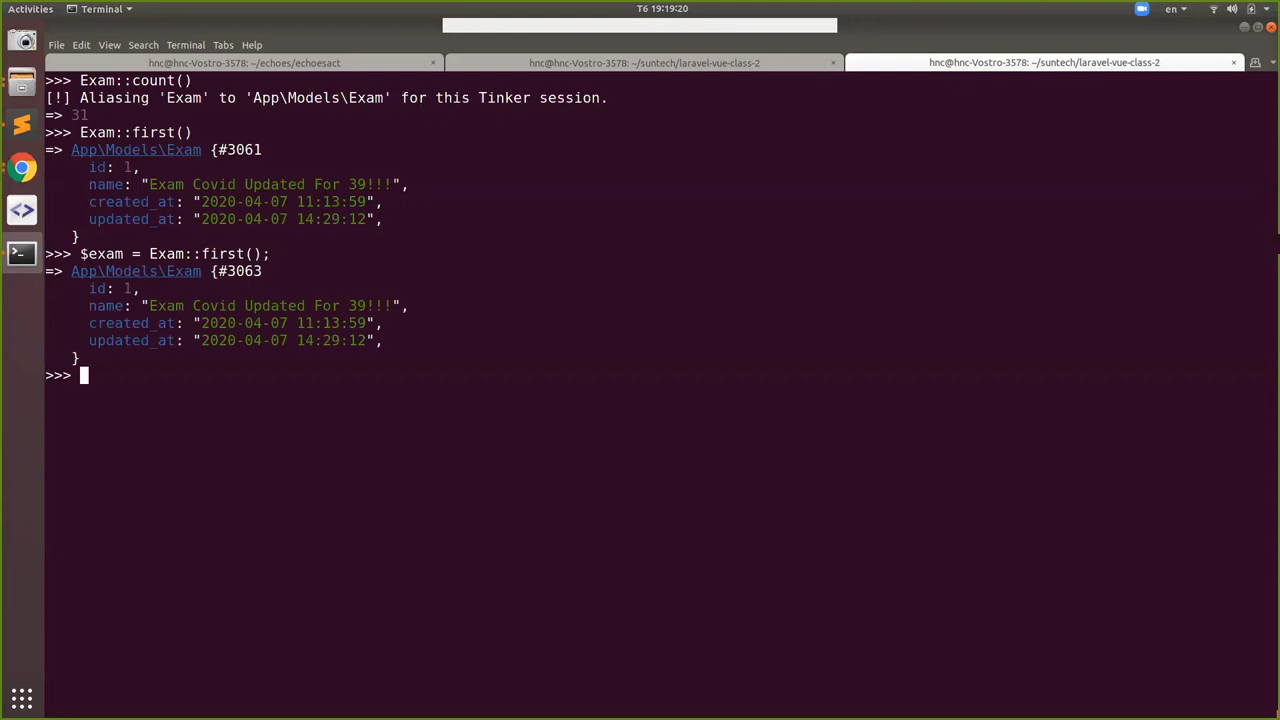 Activities Terminal T6 19:19:20 en
File Edit View Search Terminal Tabs Help
hnc@hnc-Vostro-3578: ~/echoes/echoesact × hnc@hnc-Vostro-3578: ~/suntech/laravel-vue-class-2 × hnc@hnc-Vostro-3578: ~/suntech/laravel-vue-class-2 ×
>>> Exam::count()
[!] Aliasing 'Exam' to 'App\Models\Exam' for this Tinker session.
=> 31
>>> Exam::first()
=> App\Models\Exam {#3061
id: 1,
name: "Exam Covid Updated For 39!!!",
created_at: "2020-04-07 11:13:59",
updated_at: "2020-04-07 14:29:12",
}
>>> $exam = Exam::first();
=> App\Models\Exam {#3063
id: 1,
name: "Exam Covid Updated For 39!!!",
created_at: "2020-04-07 11:13:59",
updated_at: "2020-04-07 14:29:12",
}
>>>